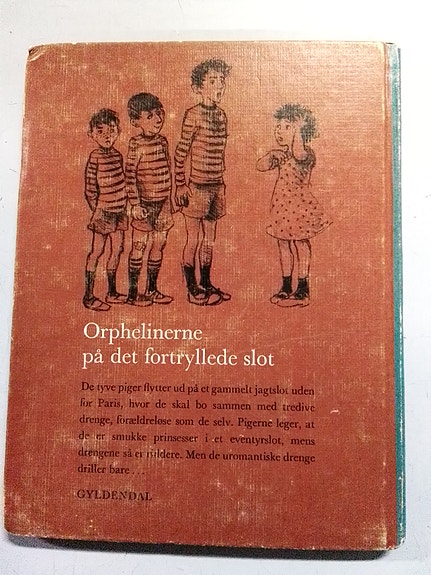 Orphelinerne
på det fortryllede slot
De tyve piger flytter ud på et gammelt jagtslot uden
for Paris, hvor de skal bo sammen med tredive
drenge, forældreløse som de selv. Pigerne leger, at
de er smukke prinsesser i et eventyrslot, mens
drengene så er riddere. Men de uromantiske drenge
driller bare . . .
GYLDENDAL